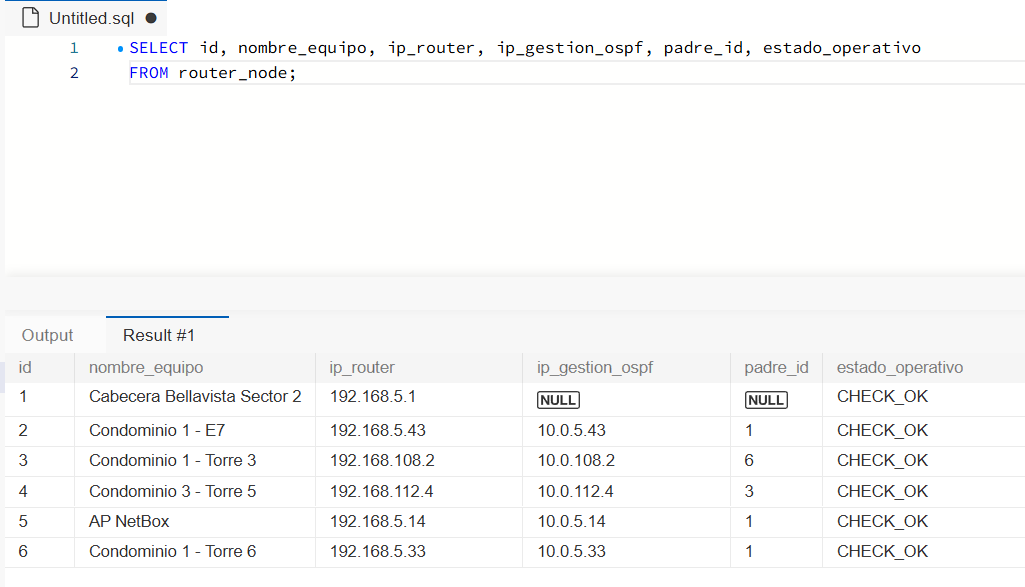 Untitled.sql
1 SELECT id, nombre_equipo, ip_router, ip_gestion_ospf, padre_id, estado_operativo
2 FROM router_node;
Output Result #1
id nombre_equipo ip_router ip_gestion_ospf padre_id estado_operativo
1 Cabecera Bellavista Sector 2 192.168.5.1 NULL NULL CHECK_OK
2 Condominio 1 - E7 192.168.5.43 10.0.5.43 1 CHECK_OK
3 Condominio 1 - Torre 3 192.168.108.2 10.0.108.2 6 CHECK_OK
4 Condominio 3 - Torre 5 192.168.112.4 10.0.112.4 3 CHECK_OK
5 AP NetBox 192.168.5.14 10.0.5.14 1 CHECK_OK
6 Condominio 1 - Torre 6 192.168.5.33 10.0.5.33 1 CHECK_OK